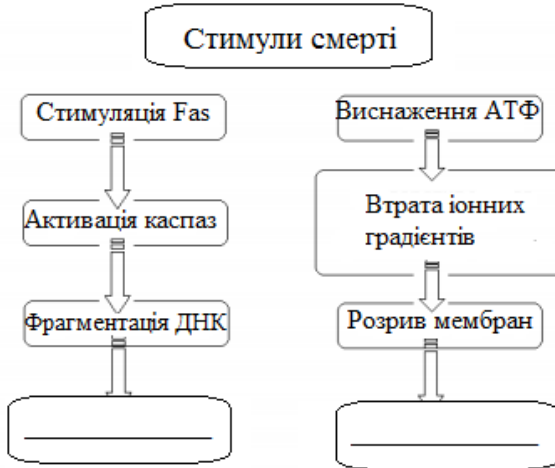 Стимули смерті
Стимуляція Fas
Виснаження АТФ
Активація каспаз
Втрата іонних
градієнтів
Фрагментація ДНК
Розрив мембран